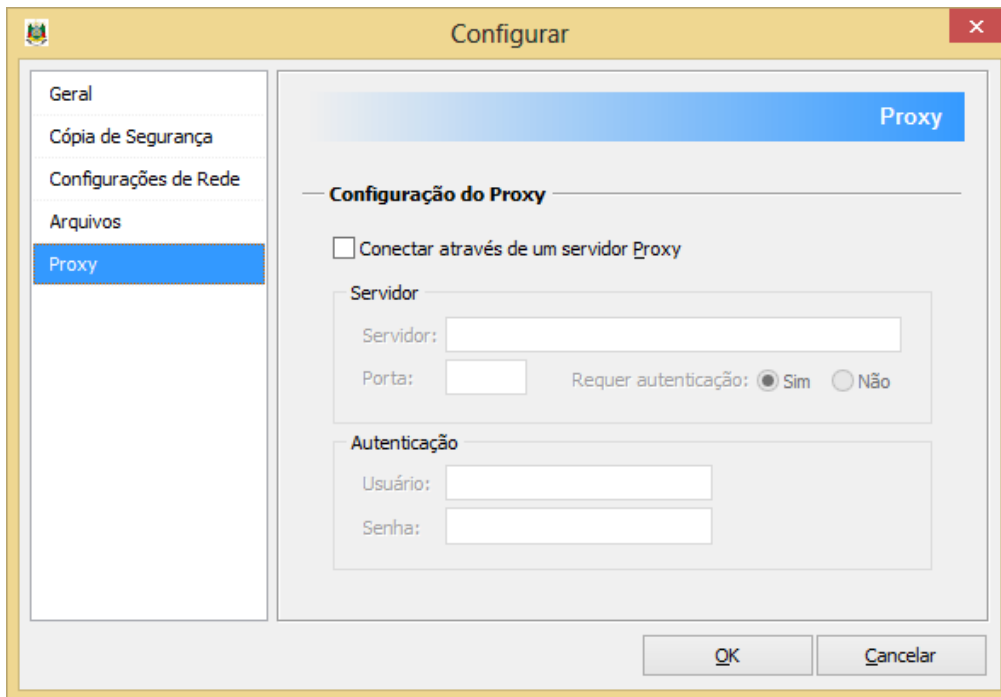 Configurar
Geral
Cópia de Segurança
Configurações de Rede
Arquivos
Proxy
Proxy
Configuração do Proxy
Conectar através de um servidor Proxy
Servidor
Servidor:
Porta: Requer autenticação: Sim Não
Autenticação
Usuário:
Senha:
OK Cancelar